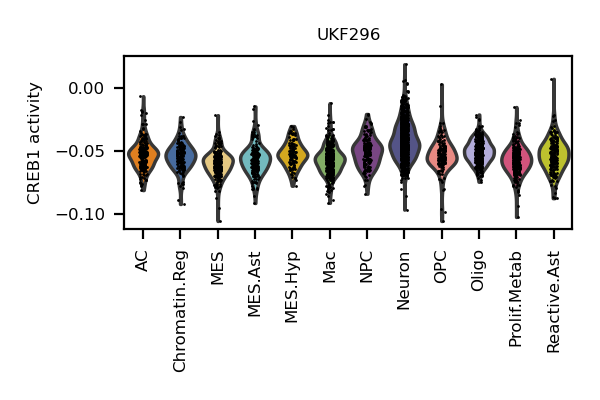 UKF296
CREB1 activity
0.00
−0.05
−0.10
AC
Chromatin.Reg
MES
MES.Ast
MES.Hyp
Mac
NPC
Neuron
OPC
Oligo
Prolif.Metab
Reactive.Ast